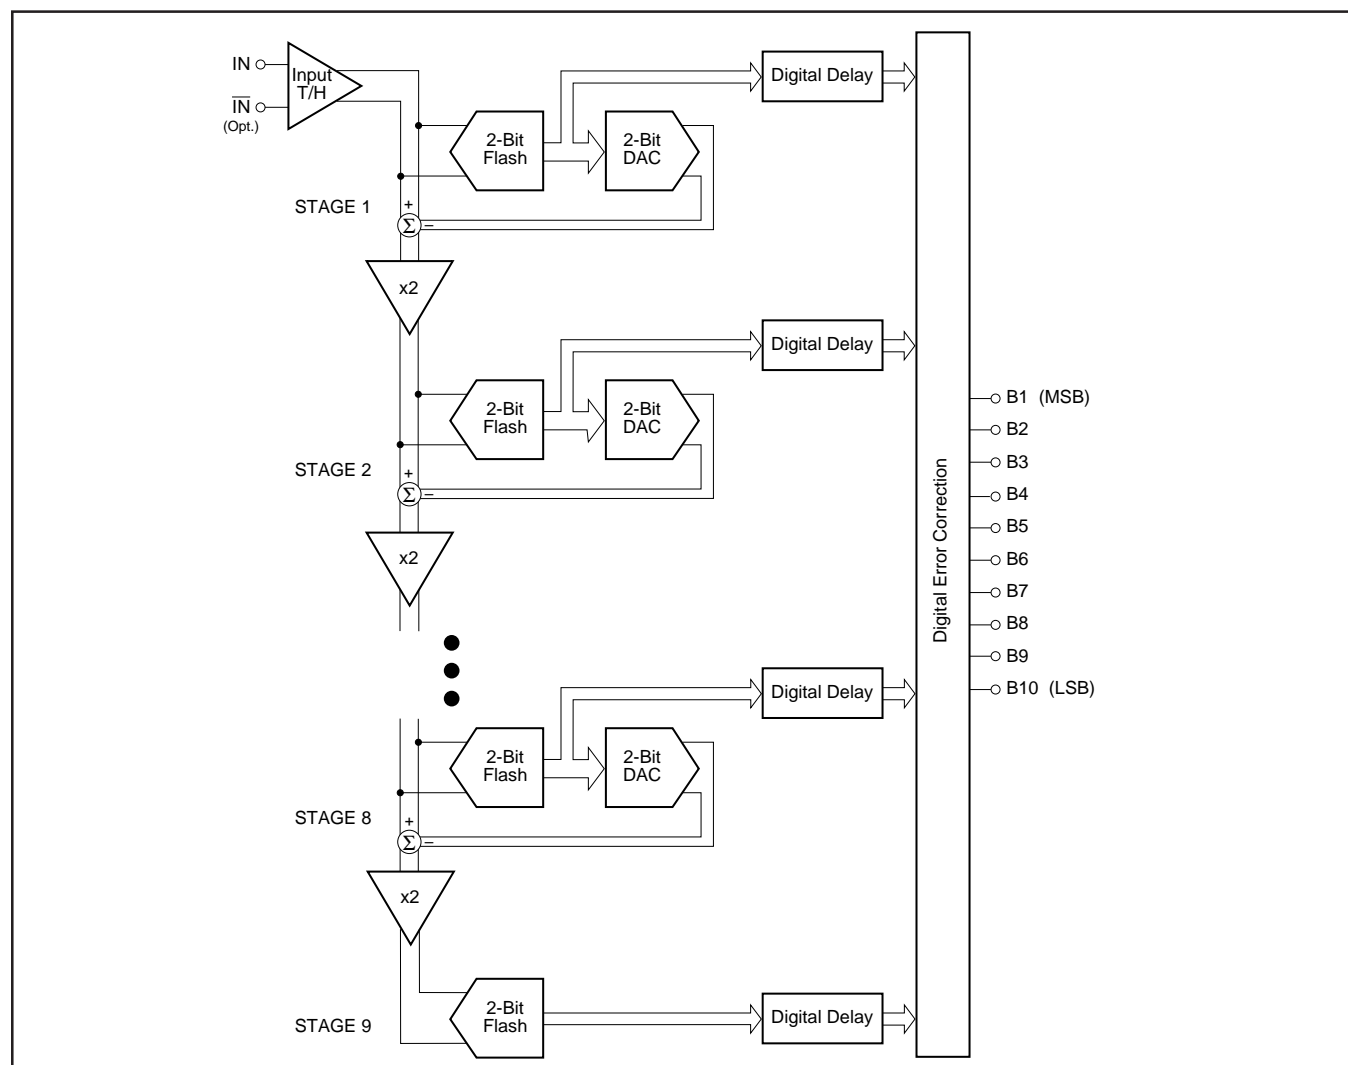 IN
Input
T/H
IN
(Opt.)
2-Bit
Flash
2-Bit
DAC
Digital Delay
STAGE 1
+
Σ
–
x2
Digital Delay
2-Bit
Flash
2-Bit
DAC
STAGE 2
+
Σ
–
x2
Digital Delay
2-Bit
Flash
2-Bit
DAC
STAGE 8
+
Σ
–
x2
2-Bit
Flash
Digital Delay
STAGE 9
Digital Error Correction
B1 (MSB)
B2
B3
B4
B5
B6
B7
B8
B9
B10 (LSB)